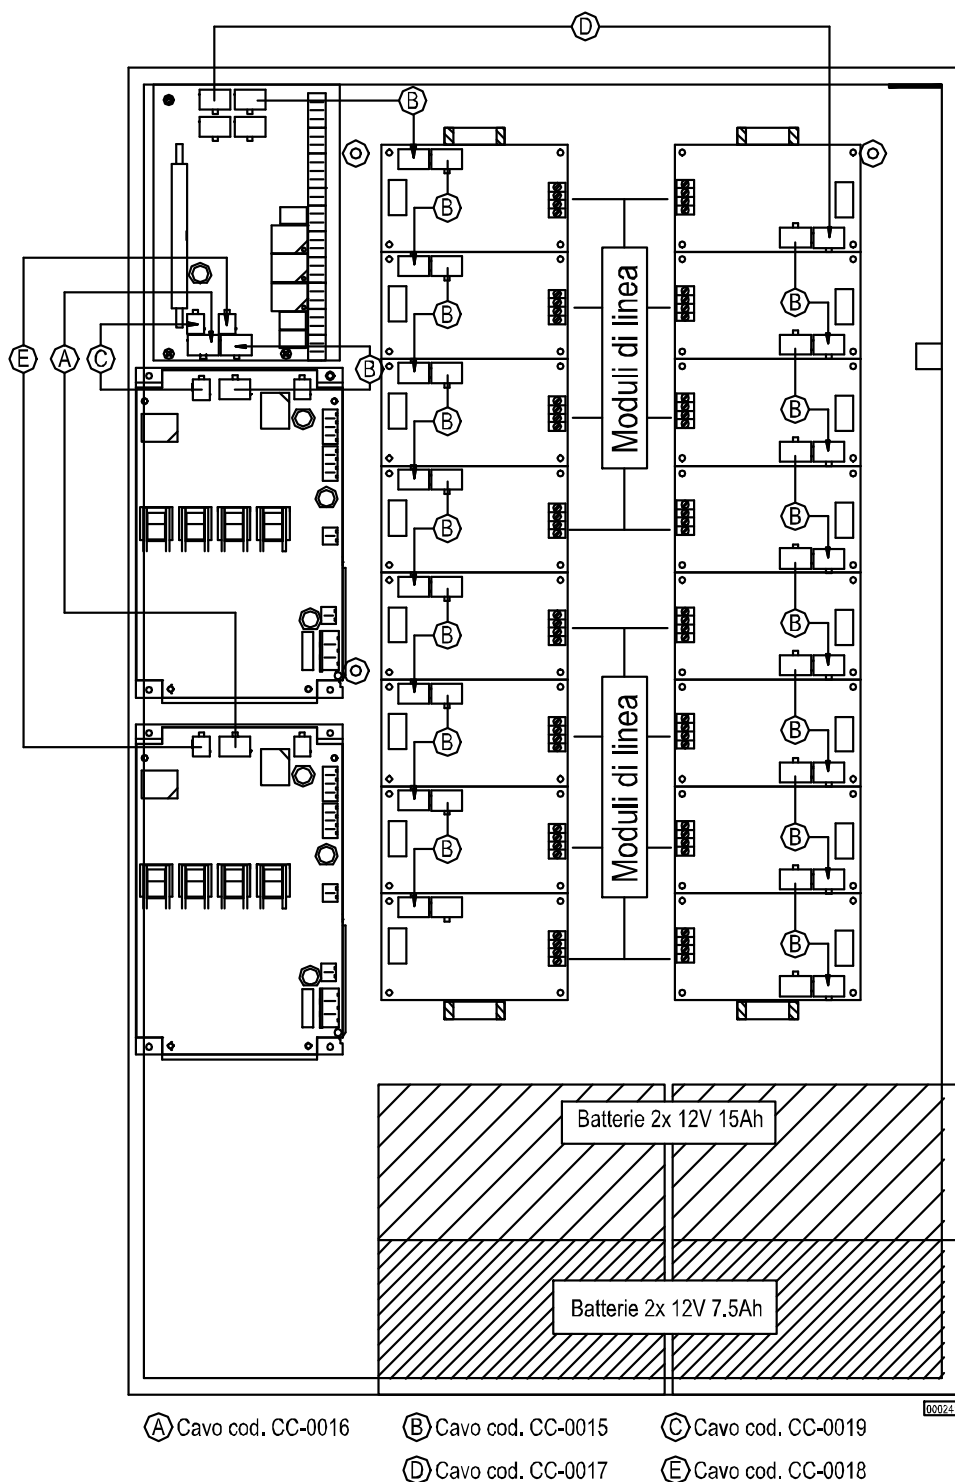 D
B
B
B
B
E
A
C
B
Moduli di linea
B
B
B
B
B
B
B
B
Moduli di linea
B
B
B
B
B
Batterie 2x 12V 15Ah
Batterie 2x 12V 7.5Ah
00024
A Cavo cod. CC-0016
B Cavo cod. CC-0015
C Cavo cod. CC-0019
D Cavo cod. CC-0017
E Cavo cod. CC-0018